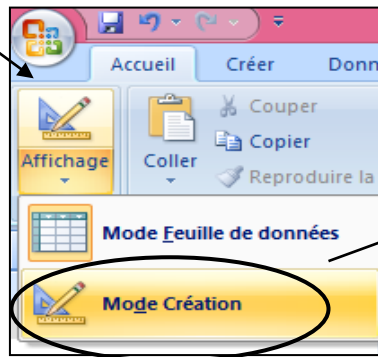 Accueil Créer Donn
Affichage
Coller
Couper
Copier
Reproduire la
Mode Feuille de données
Mode Création